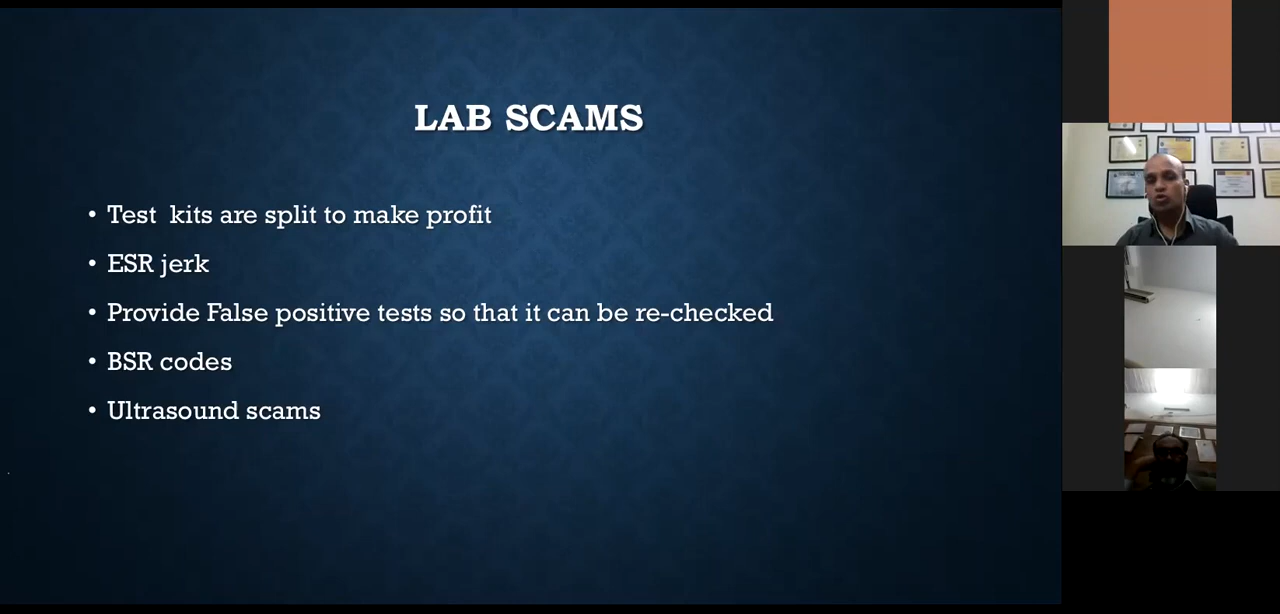 LAB SCAMS
• Test kits are split to make profit
• ESR jerk
• Provide False positive tests so that it can be re-checked
• BSR codes
• Ultrasound scams